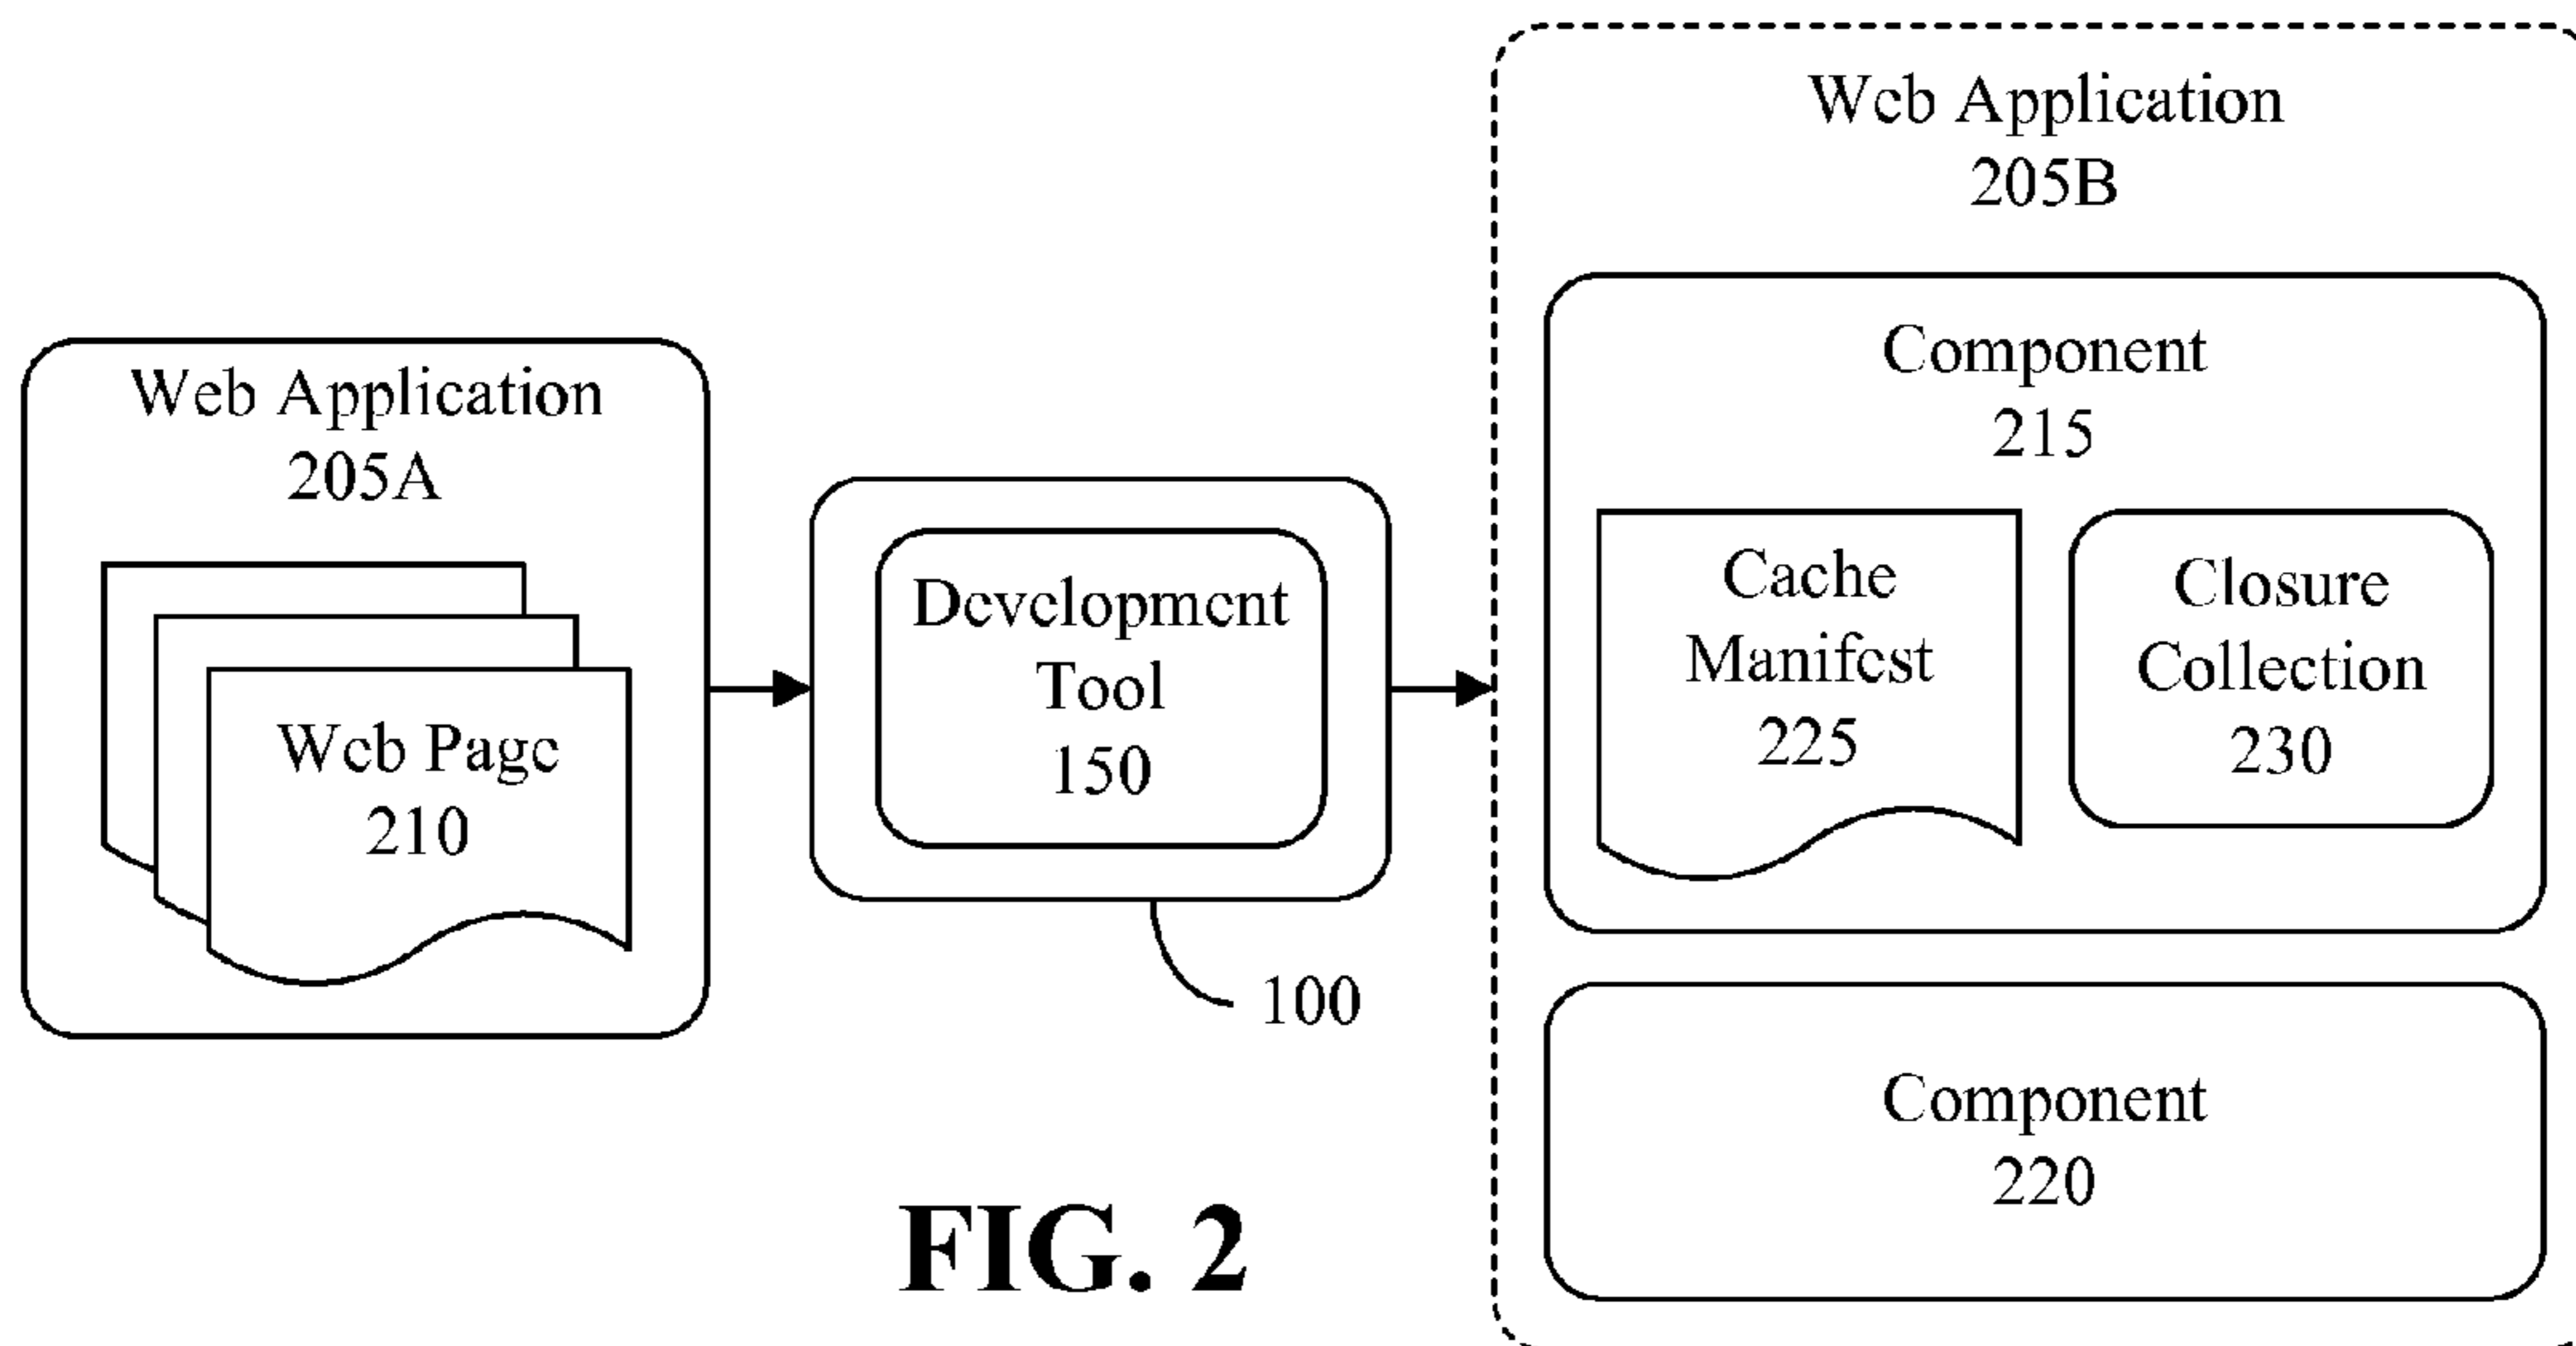 Web Application
205A
Web Page
210
Development
Tool
150
100
Web Application
205B
Component
215
Cache
Manifest
225
Closure
Collection
230
Component
220
FIG. 2